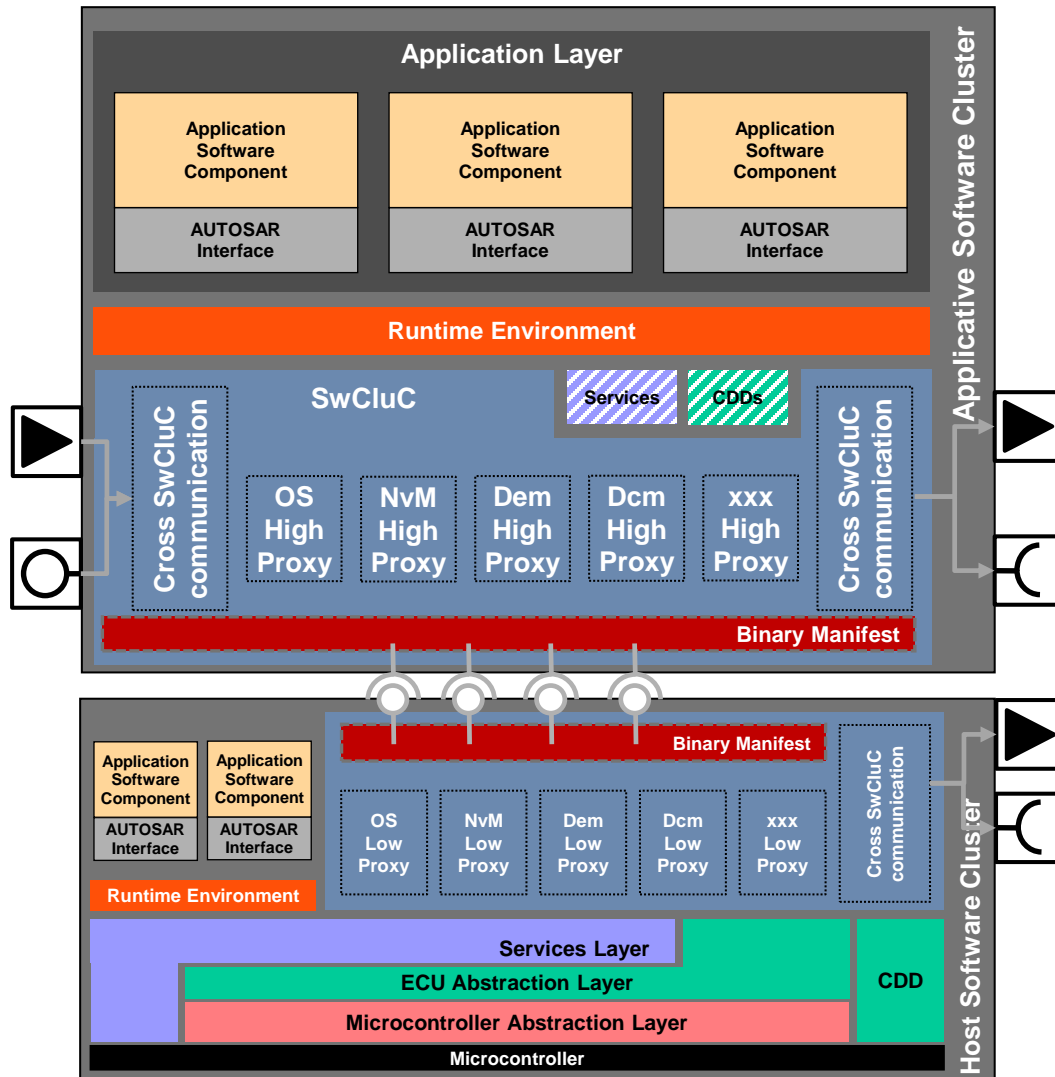 Application Layer
Application
Software
Component
AUTOSAR
Interface
Application
Software
Component
AUTOSAR
Interface
Application
Software
Component
AUTOSAR
Interface
Runtime Environment
Applicative Software Cluster
SwCluC
Services
CDDs
Cross SwCluC
communication
OS
High
Proxy
NvM
High
Proxy
Dem
High
Proxy
Dcm
High
Proxy
xxx
High
Proxy
Cross SwCluC
communication
Binary Manifest
Application
Software
Component
AUTOSAR
Interface
Application
Software
Component
AUTOSAR
Interface
Runtime Environment
Binary Manifest
OS
Low
Proxy
NvM
Low
Proxy
Dem
Low
Proxy
Dcm
Low
Proxy
xxx
Low
Proxy
Cross SwCluC
communication
Host Software Cluster
Services Layer
ECU Abstraction Layer
CDD
Microcontroller Abstraction Layer
Microcontroller